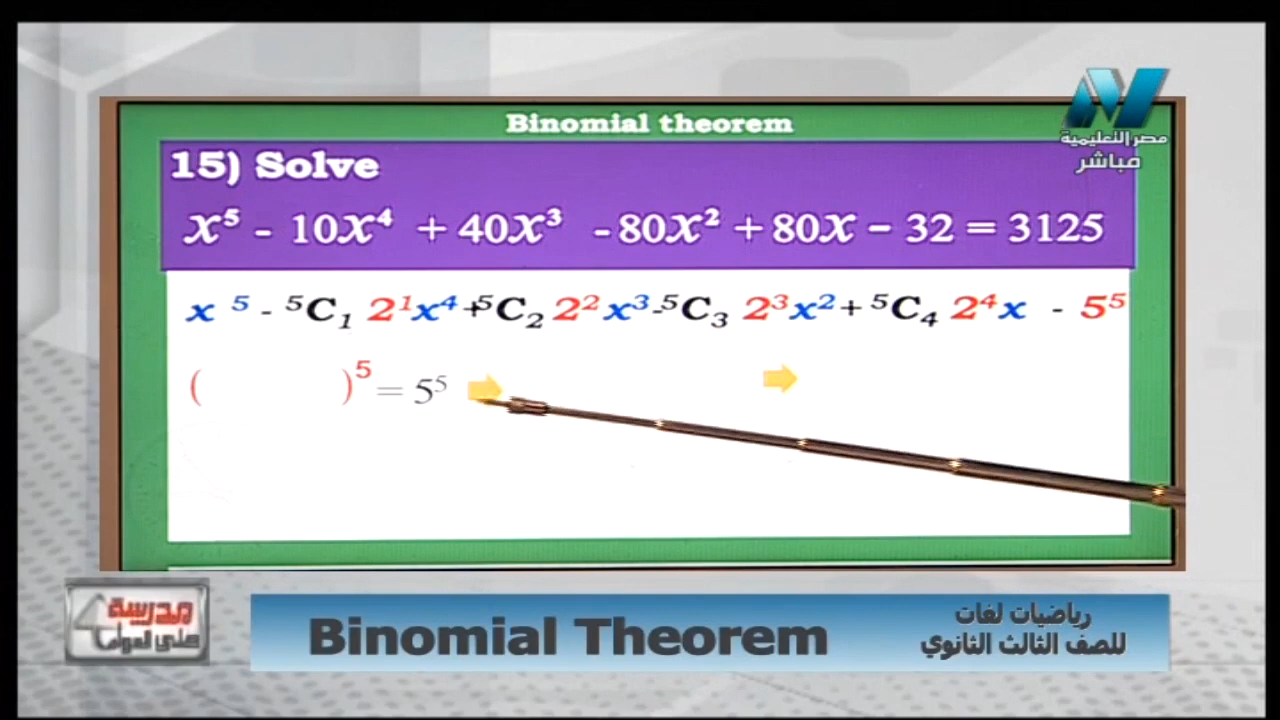 Binomial theorem
مصر التعليمية
مباشر
15) Solve
x⁵ - 10x⁴ + 40x³ - 80x² + 80x - 32 = 3125
x ⁵ - ⁵C₁ 2¹x⁴+⁵C₂ 2²x³-⁵C₃ 2³x²+ ⁵C₄ 2⁴x - 5⁵
( )⁵ = 5⁵
مدرسة
على الهواء
Binomial Theorem
رياضيات لغات
للصف الثالث الثانوي